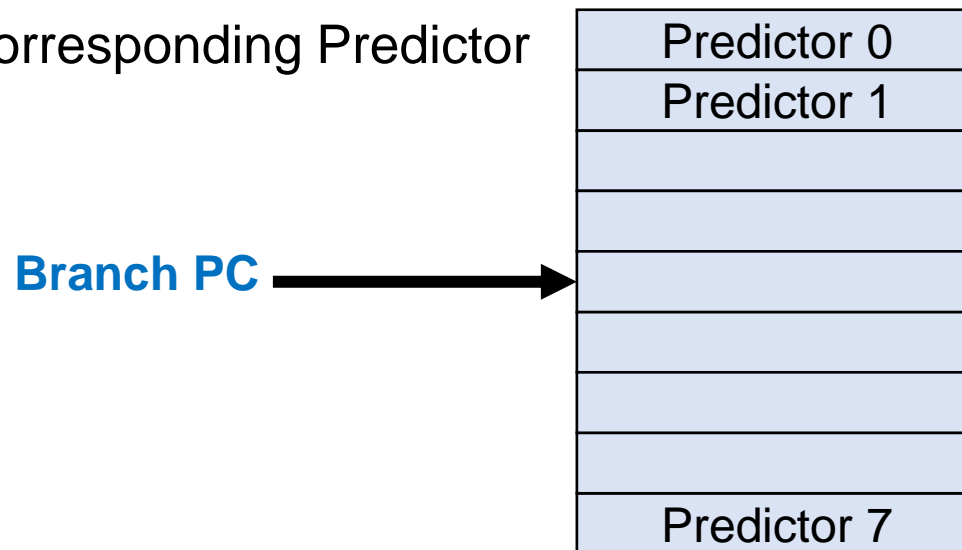 orresponding Predictor
Predictor 0
Predictor 1
Branch PC
Predictor 7